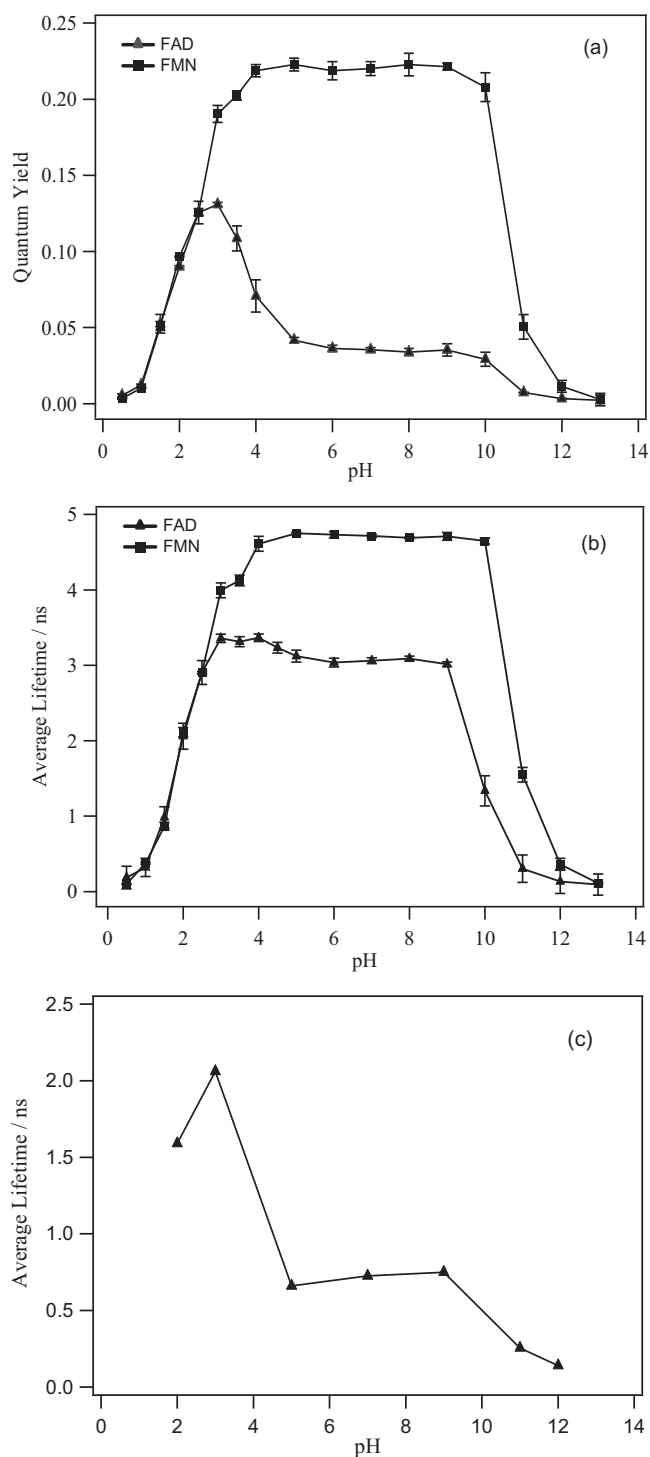 0.25
FAD
FMN
(a)
0.20
0.15
0.10
0.05
0.00
Quantum Yield
0 2 4 6 8 10 12 14
pH
5
FAD
FMN
(b)
4
3
2
1
0
Average Lifetime / ns
0 2 4 6 8 10 12 14
pH
2.5
(c)
2.0
1.5
1.0
0.5
0.0
Average Lifetime / ns
0 2 4 6 8 10 12 14
pH